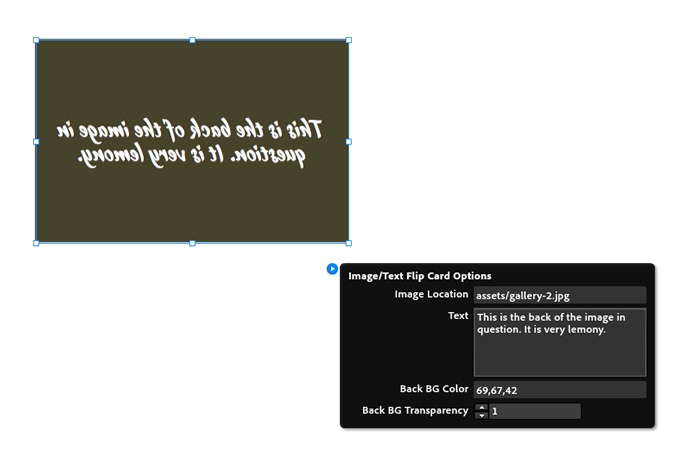 This is the back of the image in
question. It is very lemony.
Image/Text Flip Card Options
Image Location assets/gallery-2.jpg
Text This is the back of the image in
question. It is very lemony.
Back BG Color 69,67,42
Back BG Transparency 1